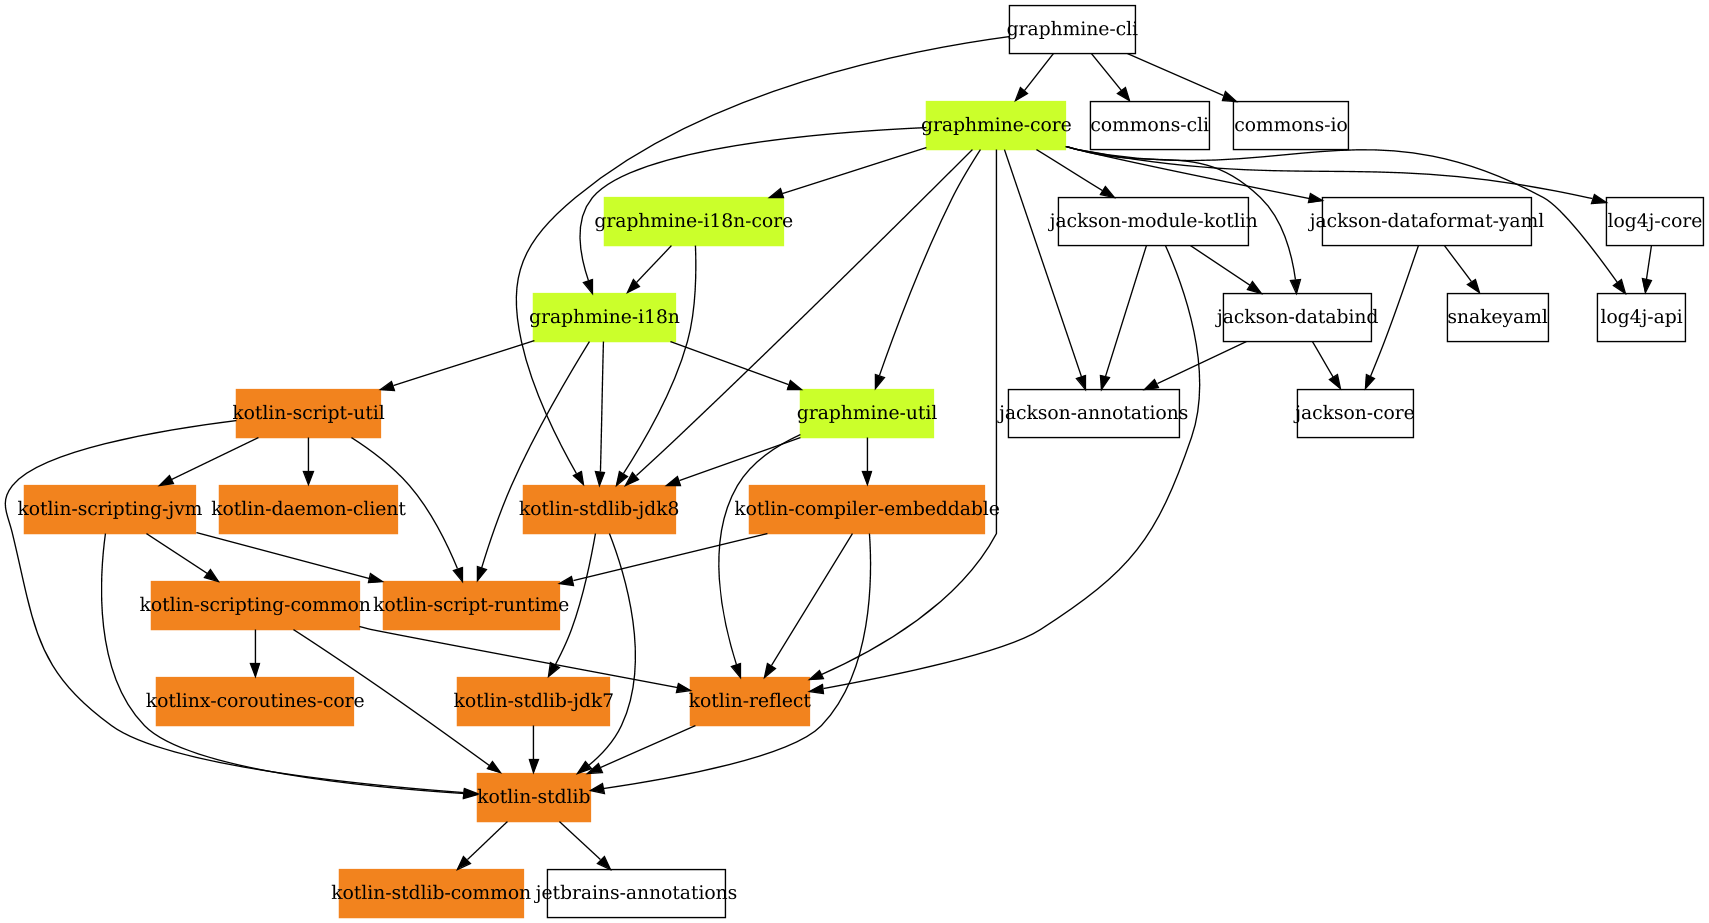 graphmine-cli
graphmine-core
commons-cli
commons-io
graphmine-i18n-core
jackson-module-kotlin
jackson-dataformat-yaml
log4j-core
graphmine-i18n
jackson-databind
snakeyaml
log4j-api
kotlin-script-util
graphmine-util
jackson-annotations
jackson-core
kotlin-scripting-jvm
kotlin-daemon-client
kotlin-stdlib-jdk8
kotlin-compiler-embeddable
kotlin-scripting-common
kotlin-script-runtime
kotlinx-coroutines-core
kotlin-stdlib-jdk7
kotlin-reflect
kotlin-stdlib
kotlin-stdlib-common
jetbrains-annotations